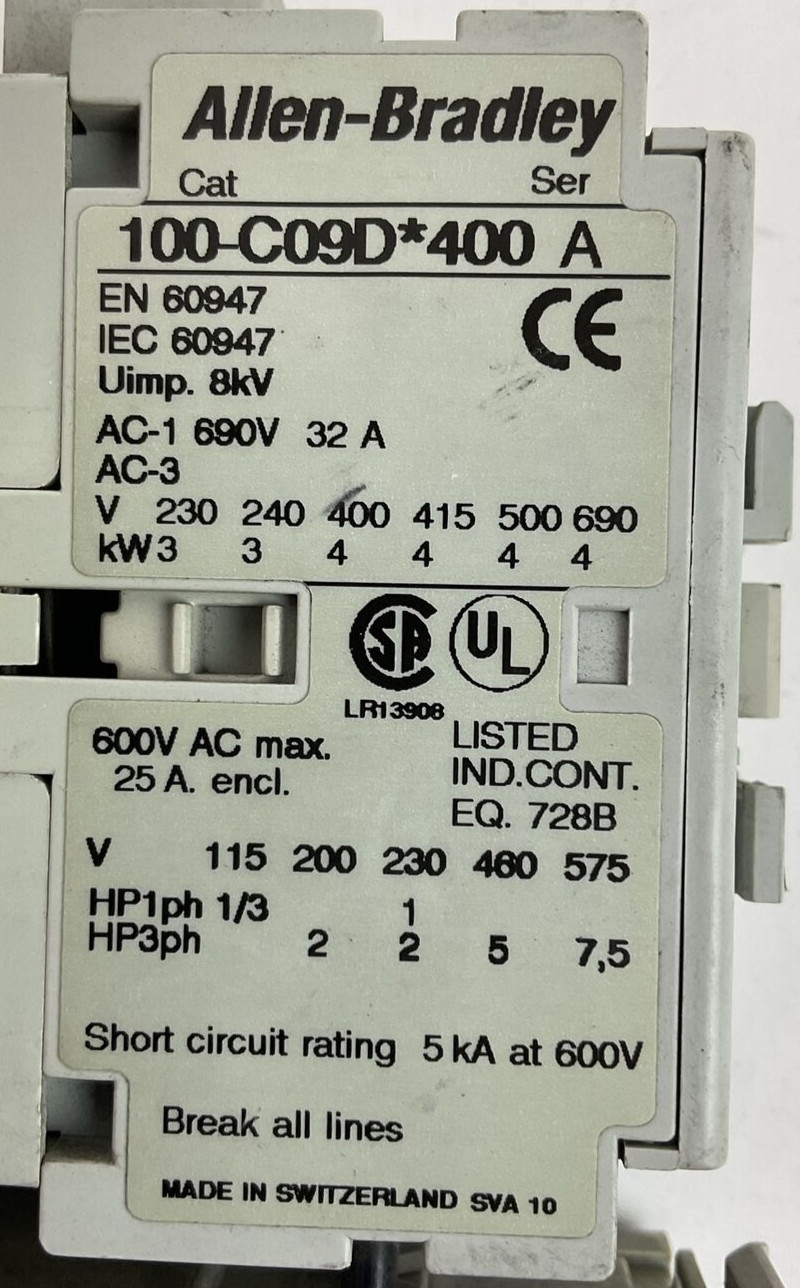 Allen-Bradley
Cat Ser
100-C09D*400 A
EN 60947
IEC 60947
CE
Uimp. 8kV
AC-1 690V 32 A
AC-3
V 230 240 400 415 500 690
kW 3 3 4 4 4 4
SA UL
LR13908
600V AC max.
25 A. encl.
LISTED
IND.CONT.
EQ. 728B
V 115 200 230 460 575
HP1ph 1/3 1
HP3ph 2 2 5 7,5
Short circuit rating 5 kA at 600V
Break all lines
MADE IN SWITZERLAND SVA 10